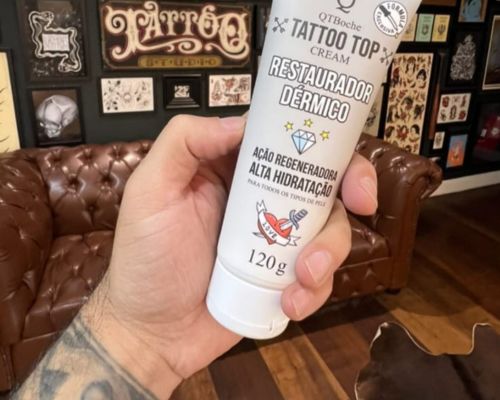 TATTOO
STUDIO
QTBoche
TATTOO TOP
CREAM
RESTAURADOR
DÉRMICO
AÇÃO REGENERADORA
ALTA HIDRATAÇÃO
PARA TODOS OS TIPOS DE PELE
LOVE
120g
FÓRMULA